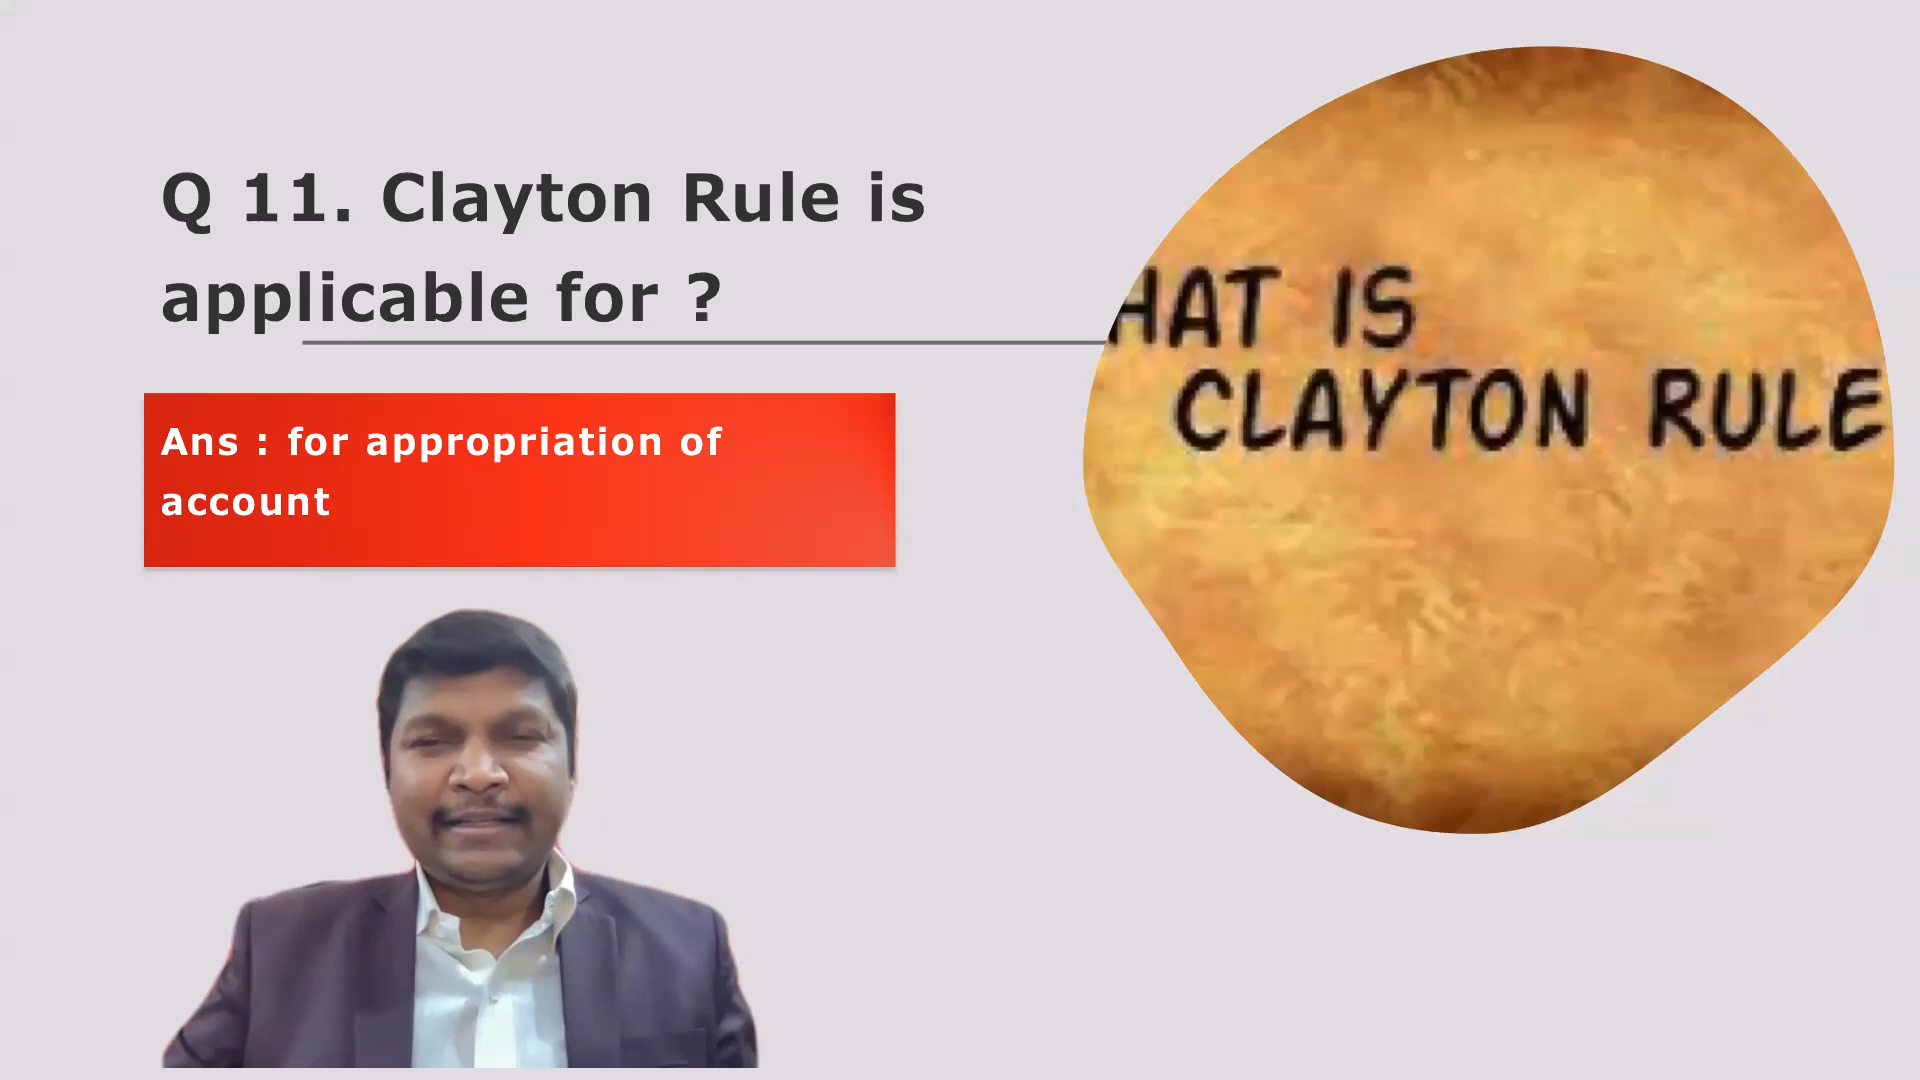 Q 11. Clayton Rule is
applicable for ?
Ans : for appropriation of
account
HAT IS
CLAYTON RULE